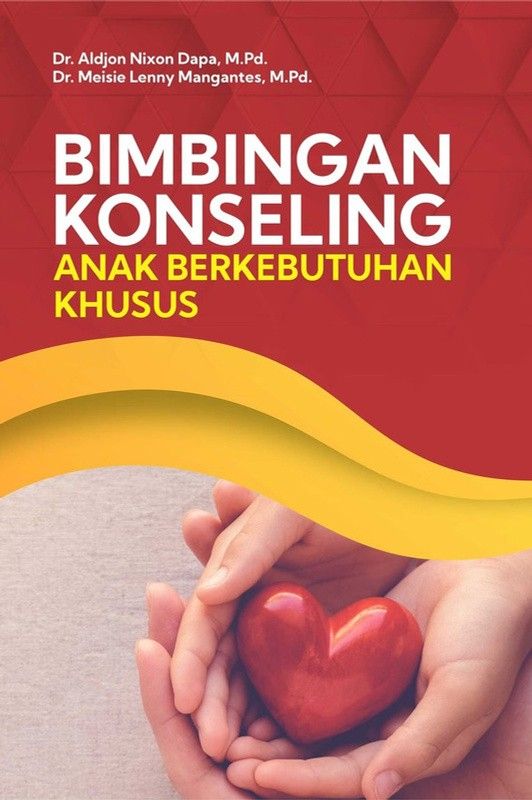 Dr. Aldjon Nixon Dapa, M.Pd.
Dr. Meisie Lenny Mangantes, M.Pd.
BIMBINGAN
KONSELING
ANAK BERKEBUTUHAN
KHUSUS